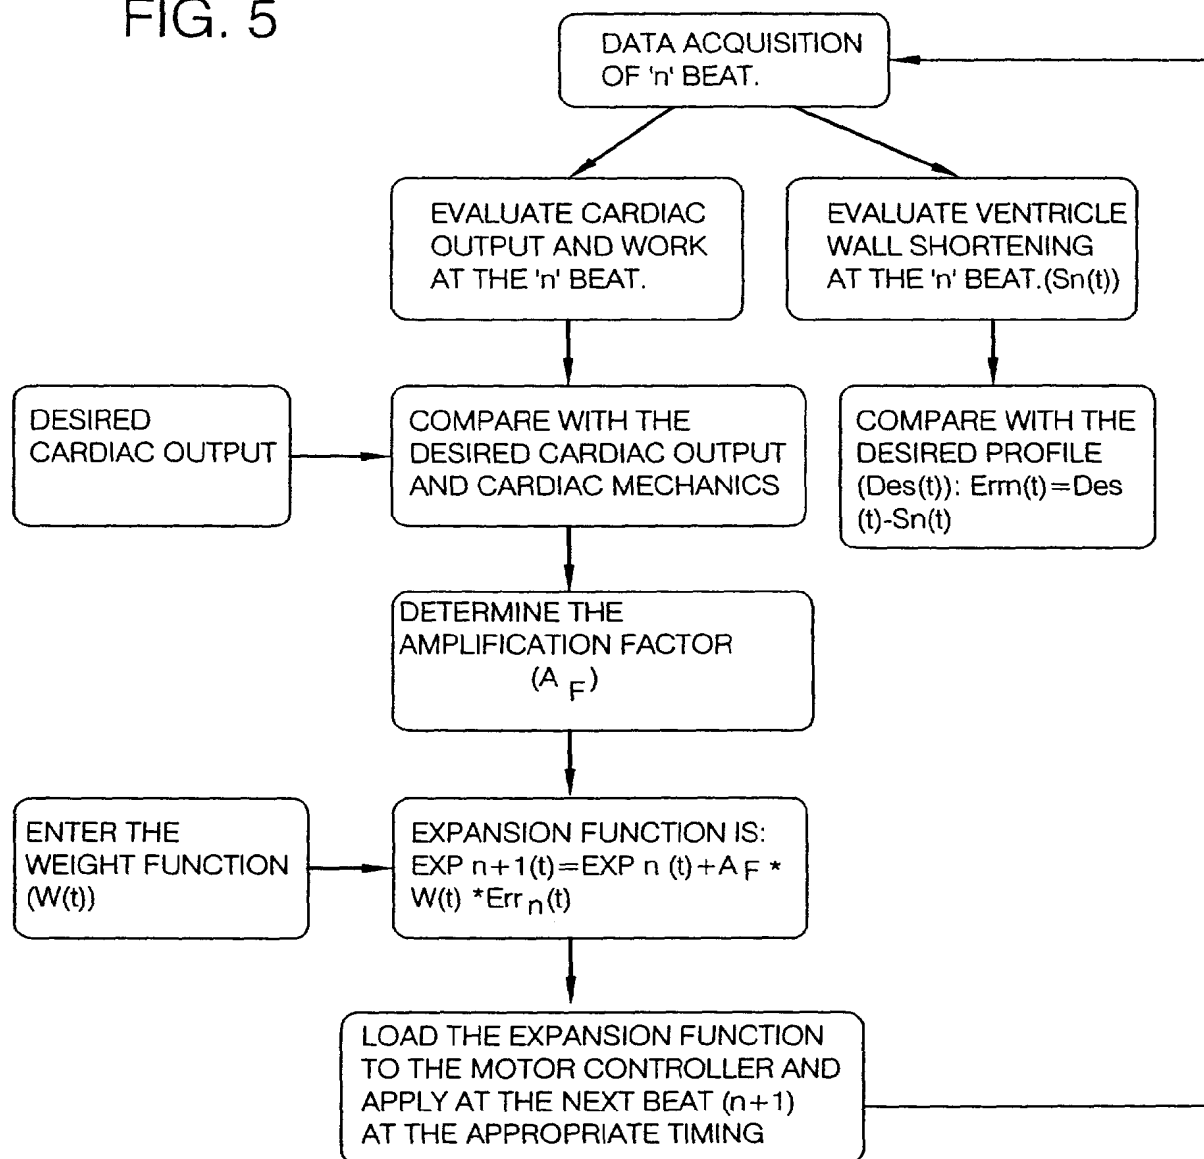 FIG. 5
DATA ACQUISITION
OF 'n' BEAT.
EVALUATE CARDIAC
OUTPUT AND WORK
AT THE 'n' BEAT.
EVALUATE VENTRICLE
WALL SHORTENING
AT THE 'n' BEAT.(Sn(t))
DESIRED
CARDIAC OUTPUT
COMPARE WITH THE
DESIRED CARDIAC OUTPUT
AND CARDIAC MECHANICS
COMPARE WITH THE
DESIRED PROFILE
(Des(t)): Errn(t)=Des
(t)-Sn(t)
DETERMINE THE
AMPLIFICATION FACTOR
(A F)
ENTER THE
WEIGHT FUNCTION
(W(t))
EXPANSION FUNCTION IS:
EXP n+1(t)=EXP n (t)+A F *
W(t) *Err n(t)
LOAD THE EXPANSION FUNCTION
TO THE MOTOR CONTROLLER AND
APPLY AT THE NEXT BEAT (n+1)
AT THE APPROPRIATE TIMING